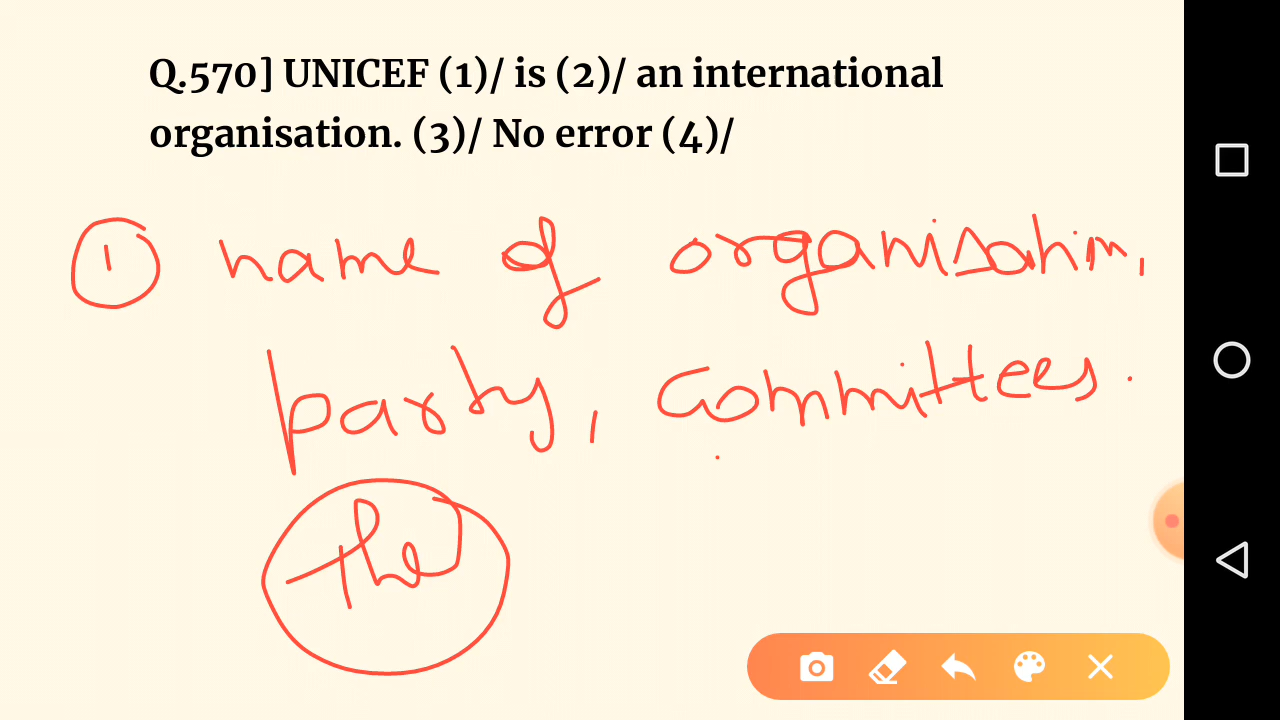 Q.570] UNICEF (1)/ is (2)/ an international
organisation. (3)/ No error (4)/
1 name of organisation,
party, committees.
the